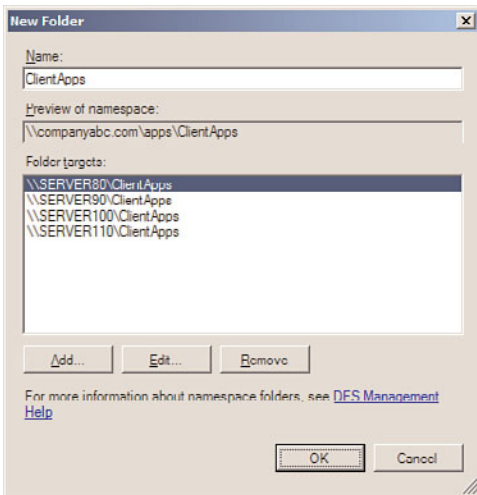 New Folder
Name:
ClientApps
Preview of namespace:
\\companyabc.com\apps\ClientApps
Folder targets:
\\SERVER80\ClientApps
\\SERVER90\ClientApps
\\SERVER100\ClientApps
\\SERVER110\ClientApps
Add... Edit... Remove
For more information about namespace folders, see DFS Management
Help
OK Cancel